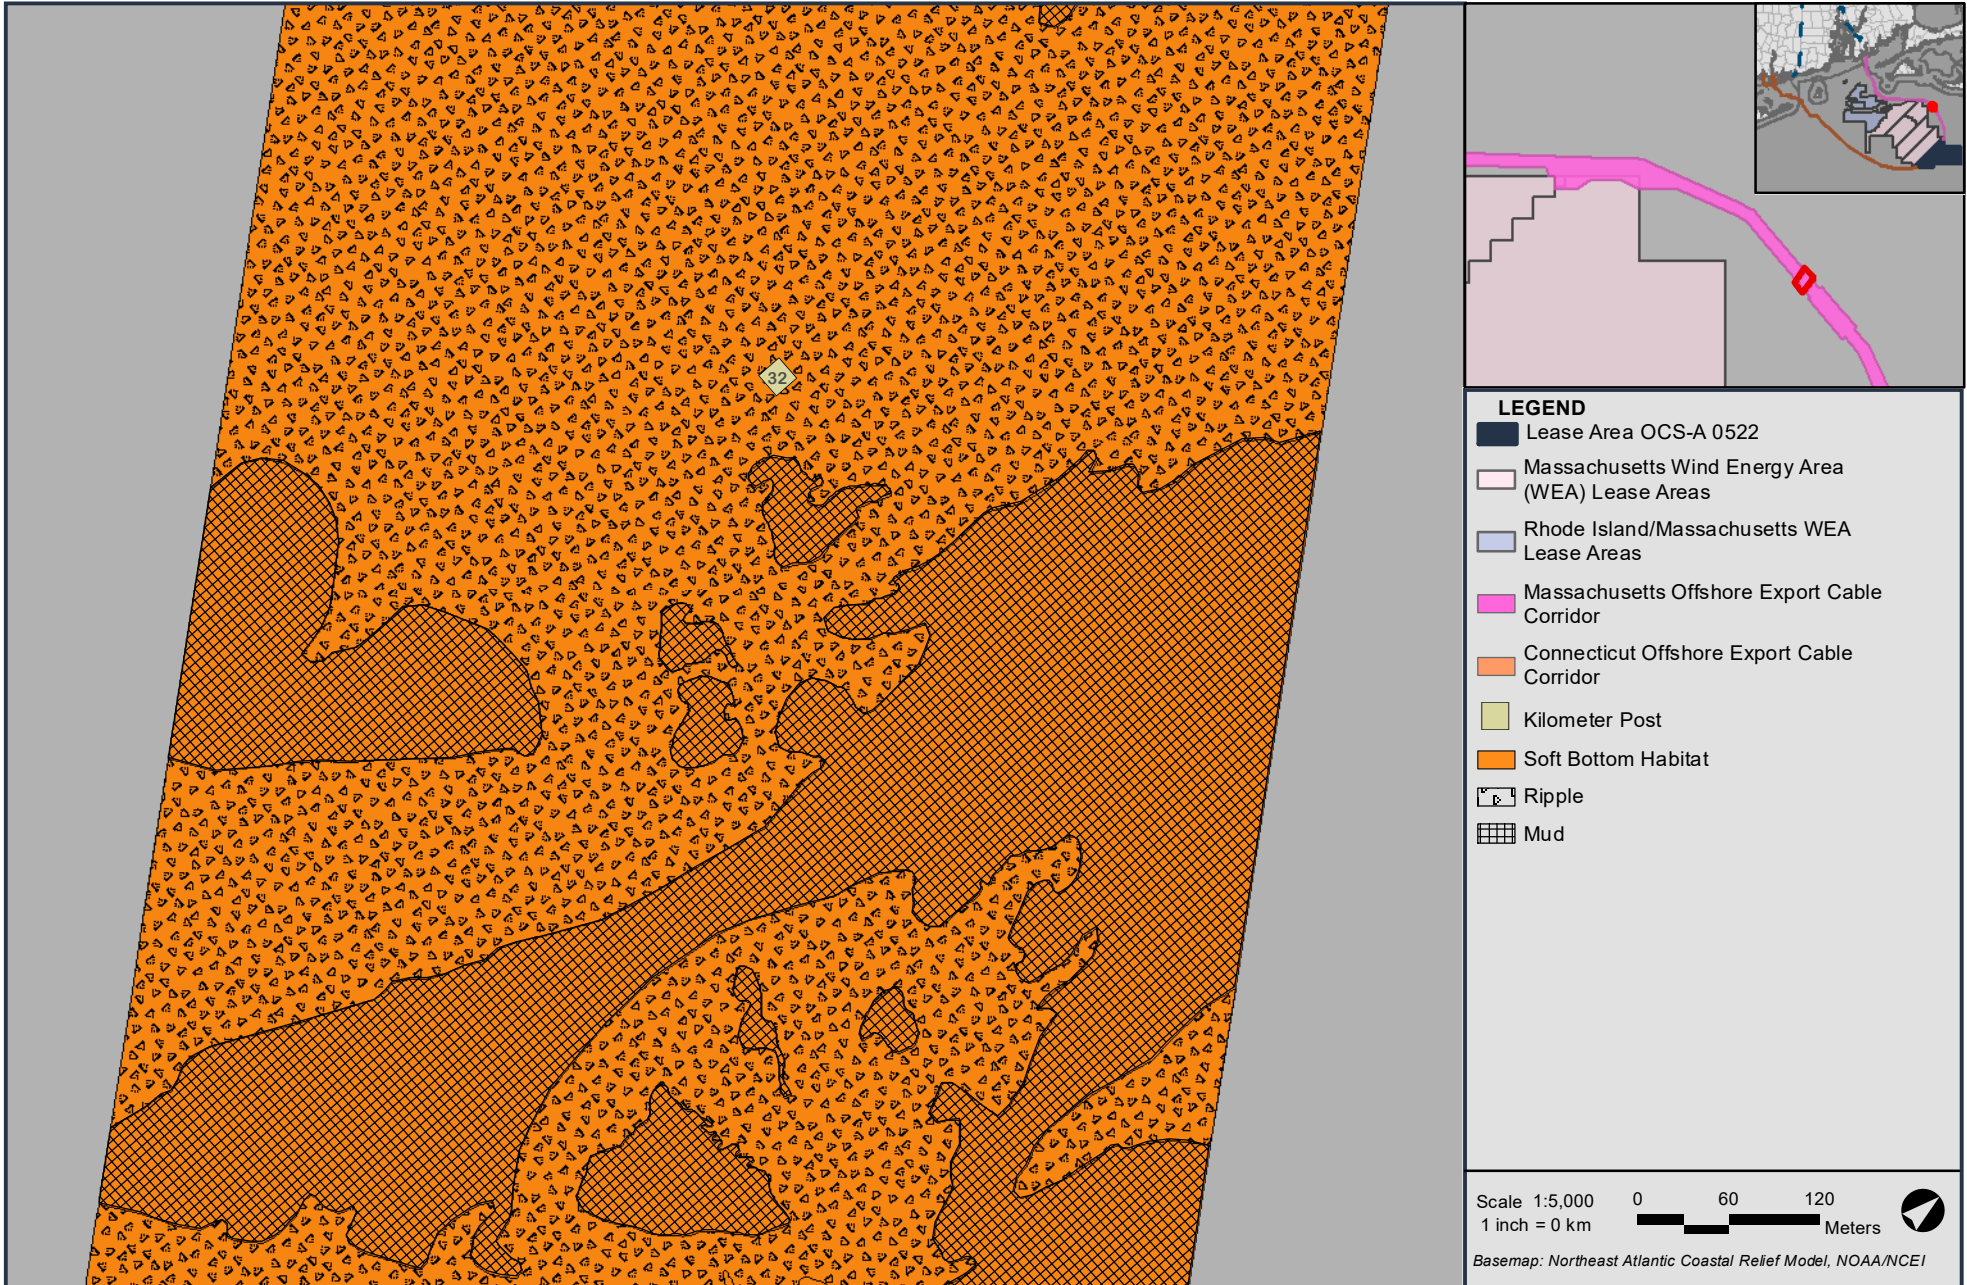 32
LEGEND
Lease Area OCS-A 0522
Massachusetts Wind Energy Area
(WEA) Lease Areas
Rhode Island/Massachusetts WEA
Lease Areas
Massachusetts Offshore Export Cable
Corridor
Connecticut Offshore Export Cable
Corridor
Kilometer Post
Soft Bottom Habitat
Ripple
Mud
Scale 1:5,000
1 inch = 0 km
0 60 120
Meters
Basemap: Northeast Atlantic Coastal Relief Model, NOAA/NCEI